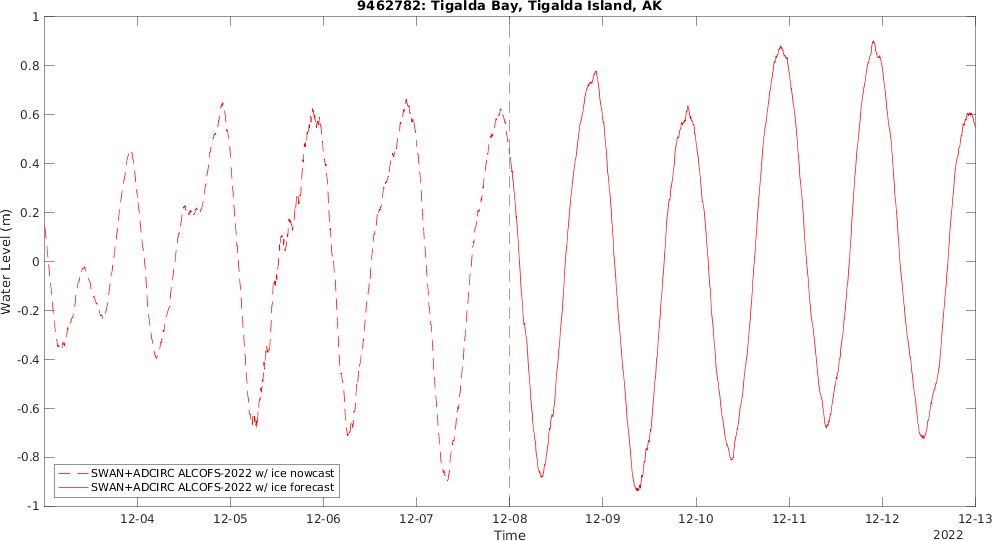 9462782: Tigalda Bay, Tigalda Island, AK
1
0.8
0.6
0.4
0.2
0
-0.2
-0.4
-0.6
-0.8
-1
Water Level (m)
SWAN+ADCIRC ALCOFS-2022 w/ ice nowcast
SWAN+ADCIRC ALCOFS-2022 w/ ice forecast
12-04 12-05 12-06 12-07 12-08 12-09 12-10 12-11 12-12 12-13
Time
2022